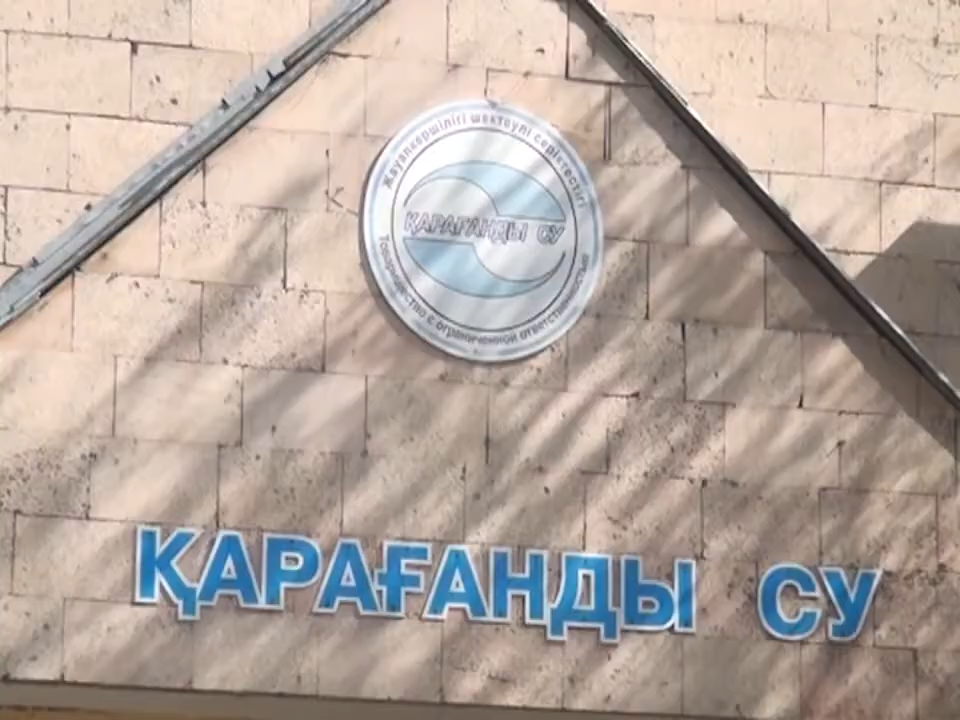 Жауапкершілігі шектеулі серіктестігі
ҚАРАҒАНДЫ СУ
Товарищество с ограниченной ответственностью
ҚАРАҒАНДЫ СУ